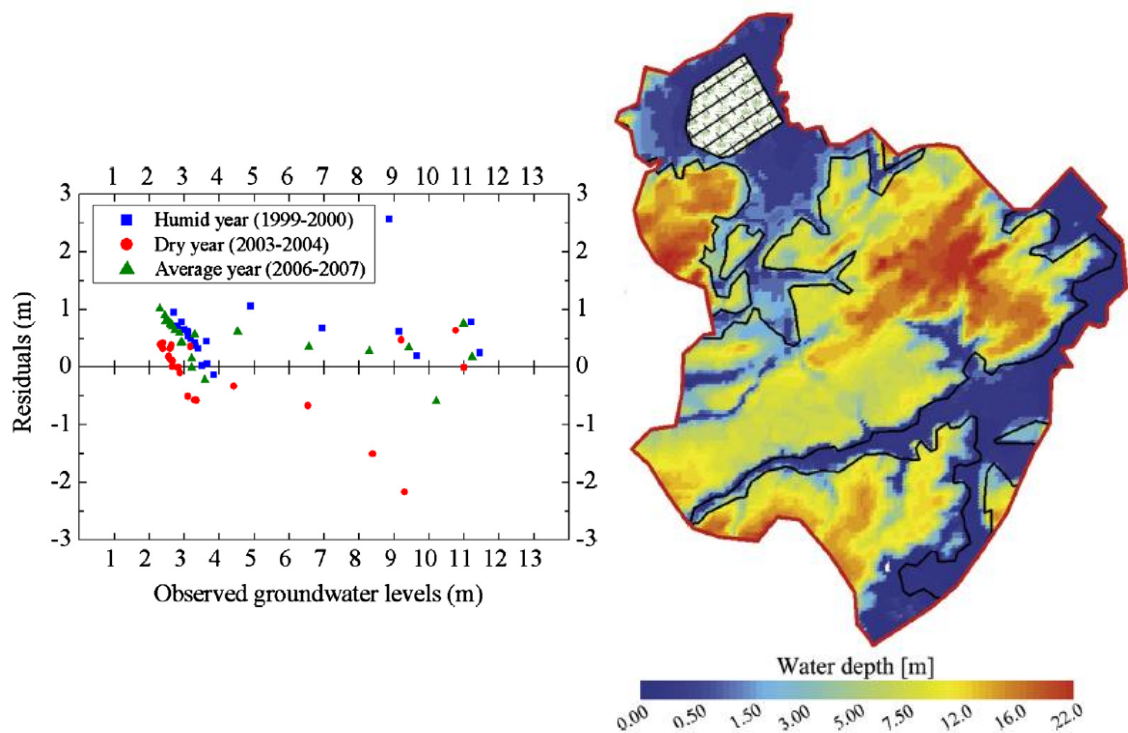 1 2 3 4 5 6 7 8 9 10 11 12 13
3
2
1
0
-1
-2
-3
Residuals (m)
Humid year (1999-2000)
Dry year (2003-2004)
Average year (2006-2007)
3
2
1
0
-1
-2
-3
1 2 3 4 5 6 7 8 9 10 11 12 13
Observed groundwater levels (m)
Water depth [m]
0.00 0.50 1.50 3.00 5.00 7.50 12.0 16.0 22.0